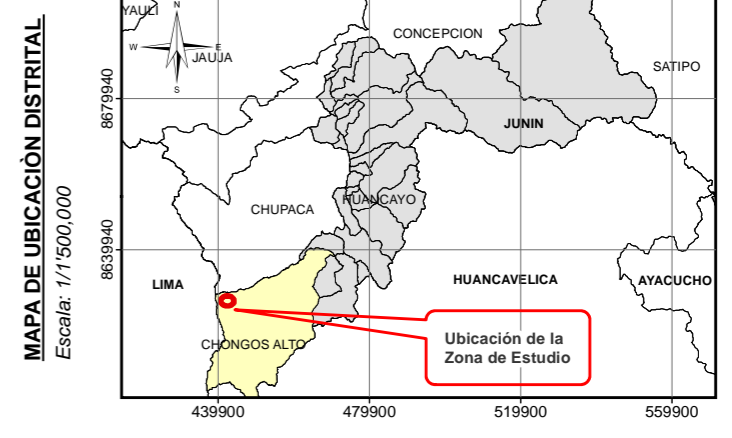 MAPA DE UBICACIÒN DISTRITAL
Escala: 1/1'500,000
YAULI
N
W
E
S
JAUJA
CONCEPCION
SATIPO
8679940
JUNIN
HUANCAYO
CHUPACA
8639940
LIMA
HUANCAVELICA
AYACUCHO
CHONGOS ALTO
Ubicación de la
Zona de Estudio
439900
479900
519900
559900